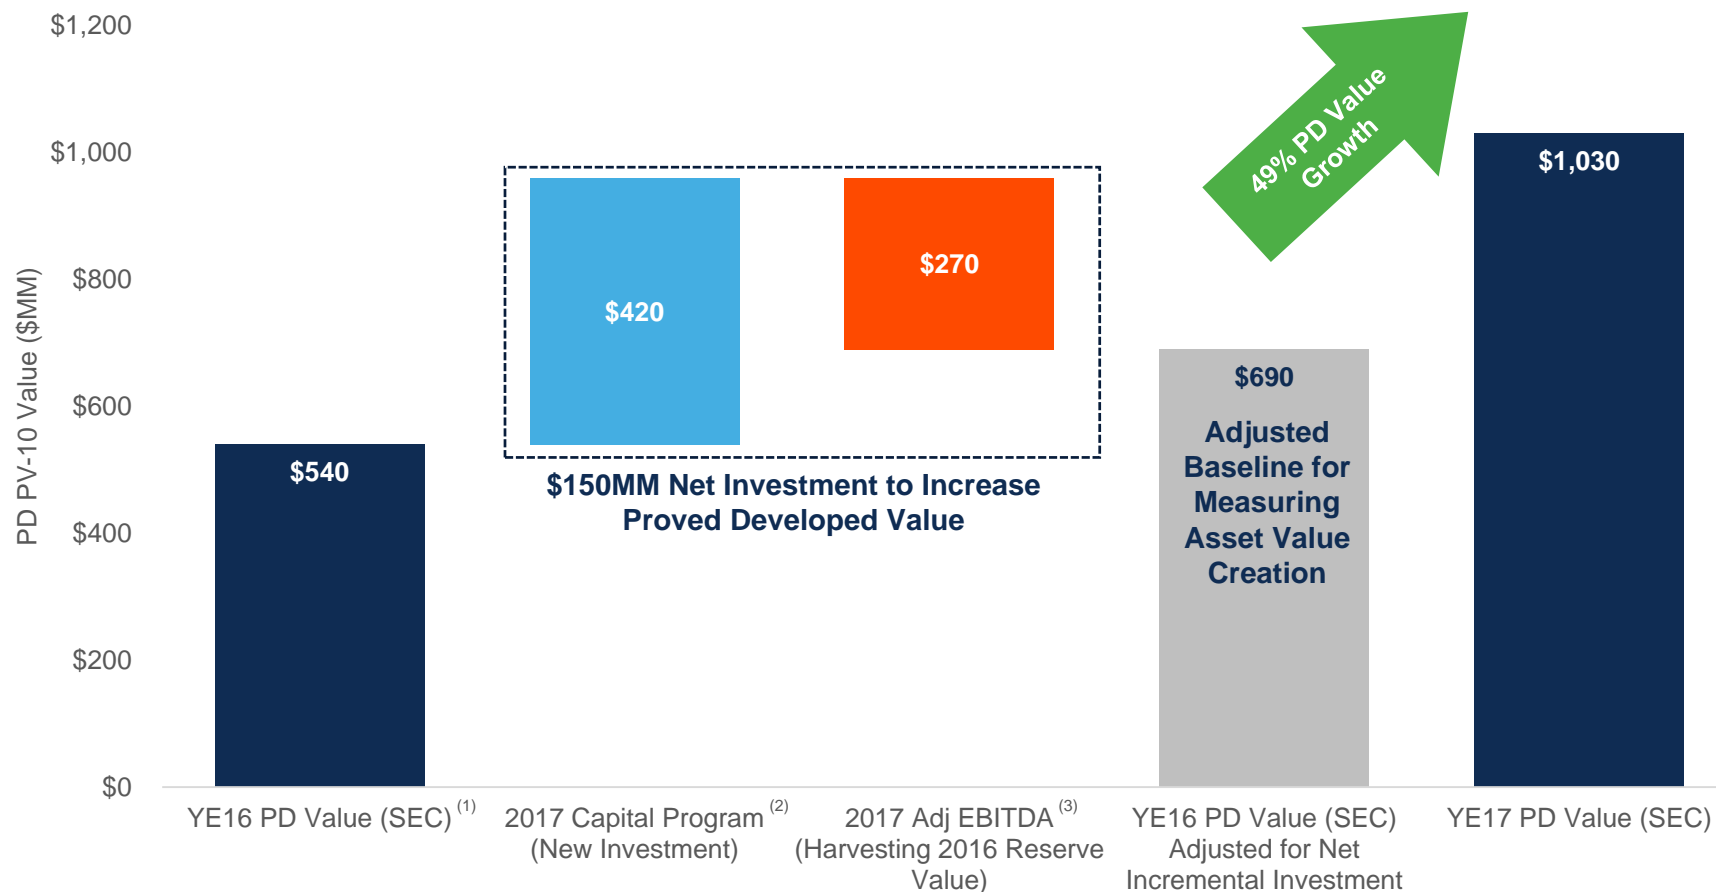 $1,200
$1,000
$800
$600
$400
$200
$0
PD PV-10 Value ($MM)
$540
$420
$270
$150MM Net Investment to Increase
Proved Developed Value
$690
Adjusted
Baseline for
Measuring
Asset Value
Creation
49% PD Value
Growth
$1,030
YE16 PD Value (SEC) (1)
2017 Capital Program (2)
(New Investment)
2017 Adj EBITDA (3)
(Harvesting 2016 Reserve
Value)
YE16 PD Value (SEC)
Adjusted for Net
Incremental Investment
YE17 PD Value (SEC)